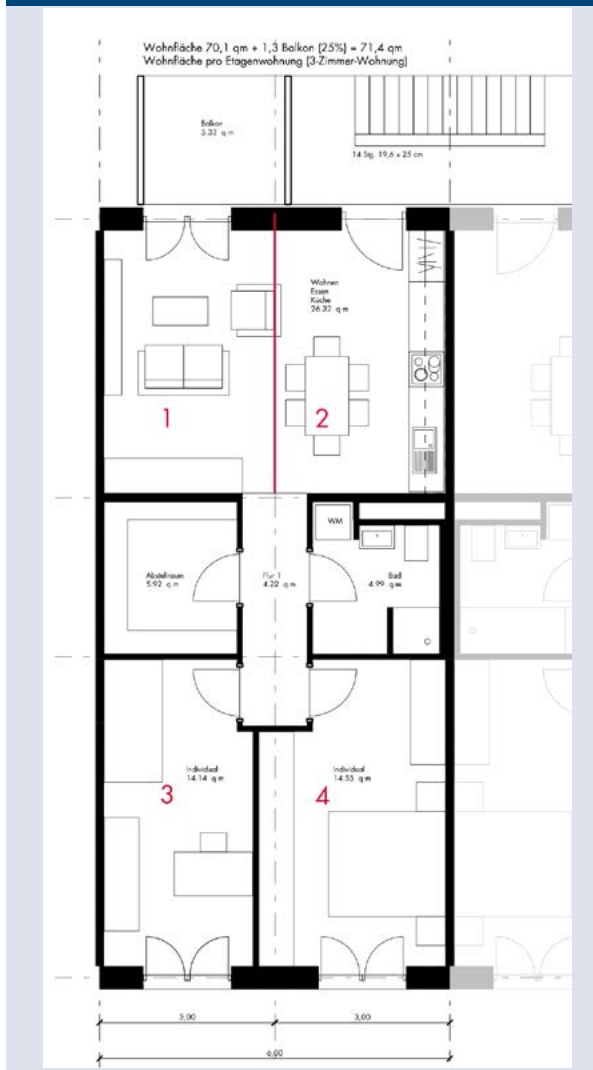 Wohnfläche 70,1 qm + 1,3 Balkon (25%) = 71,4 qm
Wohnfläche pro Etagenwohnung (3-Zimmer-Wohnung)
Balkon
5.33 q m
14 Stg. 19,6 x 25 cm
Wohnen
Essen
Küche
26.32 q m
1
2
WM
Abstellraum
5.92 q m
Flur 1
4.22 q m
Bad
4.99 q m
Individual
14.14 q m
Individual
14.55 q m
3
4
3,00
3,00
6,00